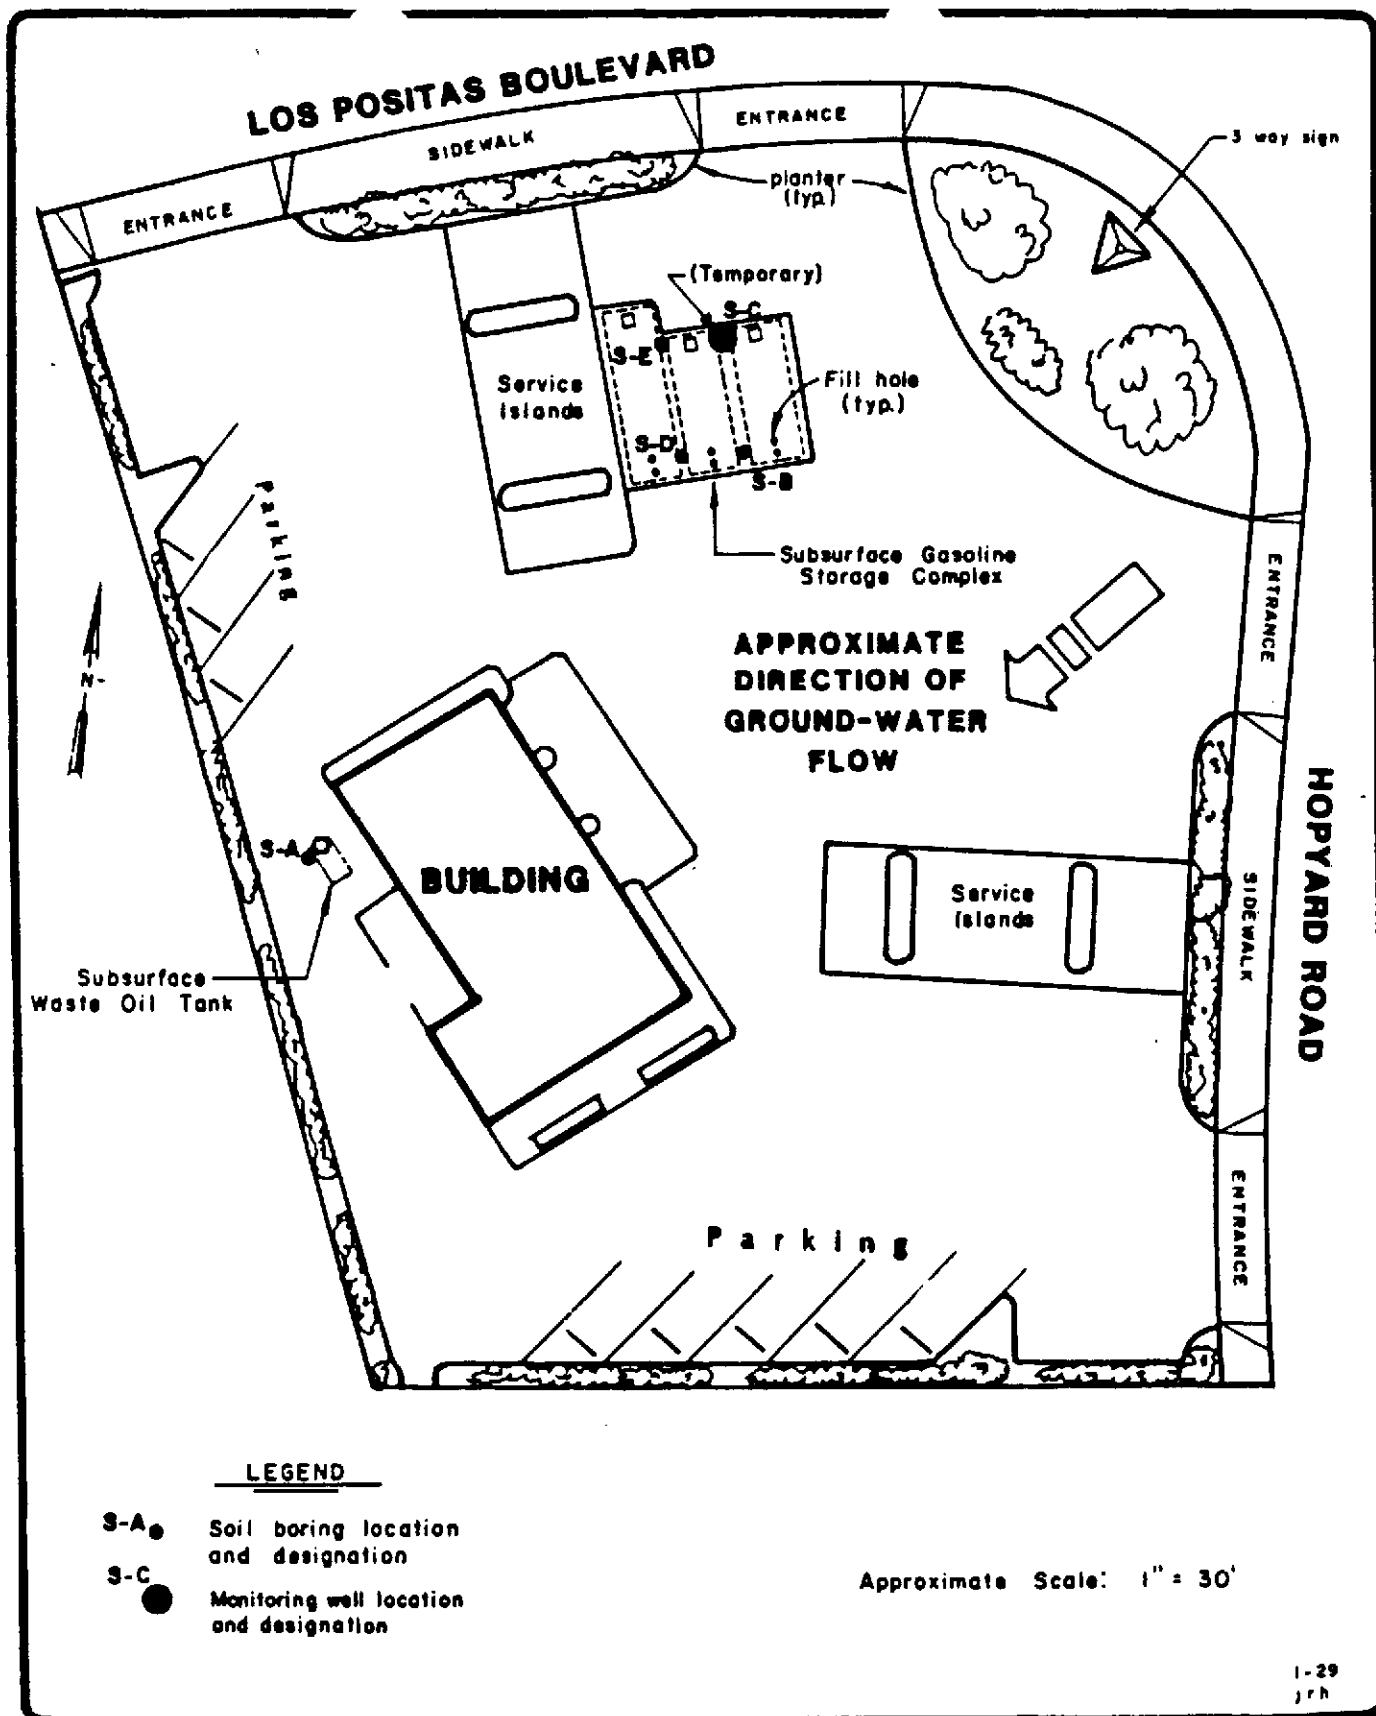 LOS POSITAS BOULEVARD
SIDEWALK
ENTRANCE
ENTRANCE
3 way sign
planter
(typ.)
(Temporary)
S-C
S-E
Service
Islands
Fill hole
(typ.)
S-D
S-B
Parking
Subsurface Gasoline
Storage Complex
ENTRANCE
N
APPROXIMATE
DIRECTION OF
GROUND-WATER
FLOW
HOPYARD ROAD
S-A
BUILDING
Service
Islands
SIDEWALK
Subsurface
Waste Oil Tank
ENTRANCE
Parking
LEGEND
S-A
Soil boring location
and designation
S-C
Monitoring well location
and designation
Approximate Scale: 1" = 30'
1-29
jrh